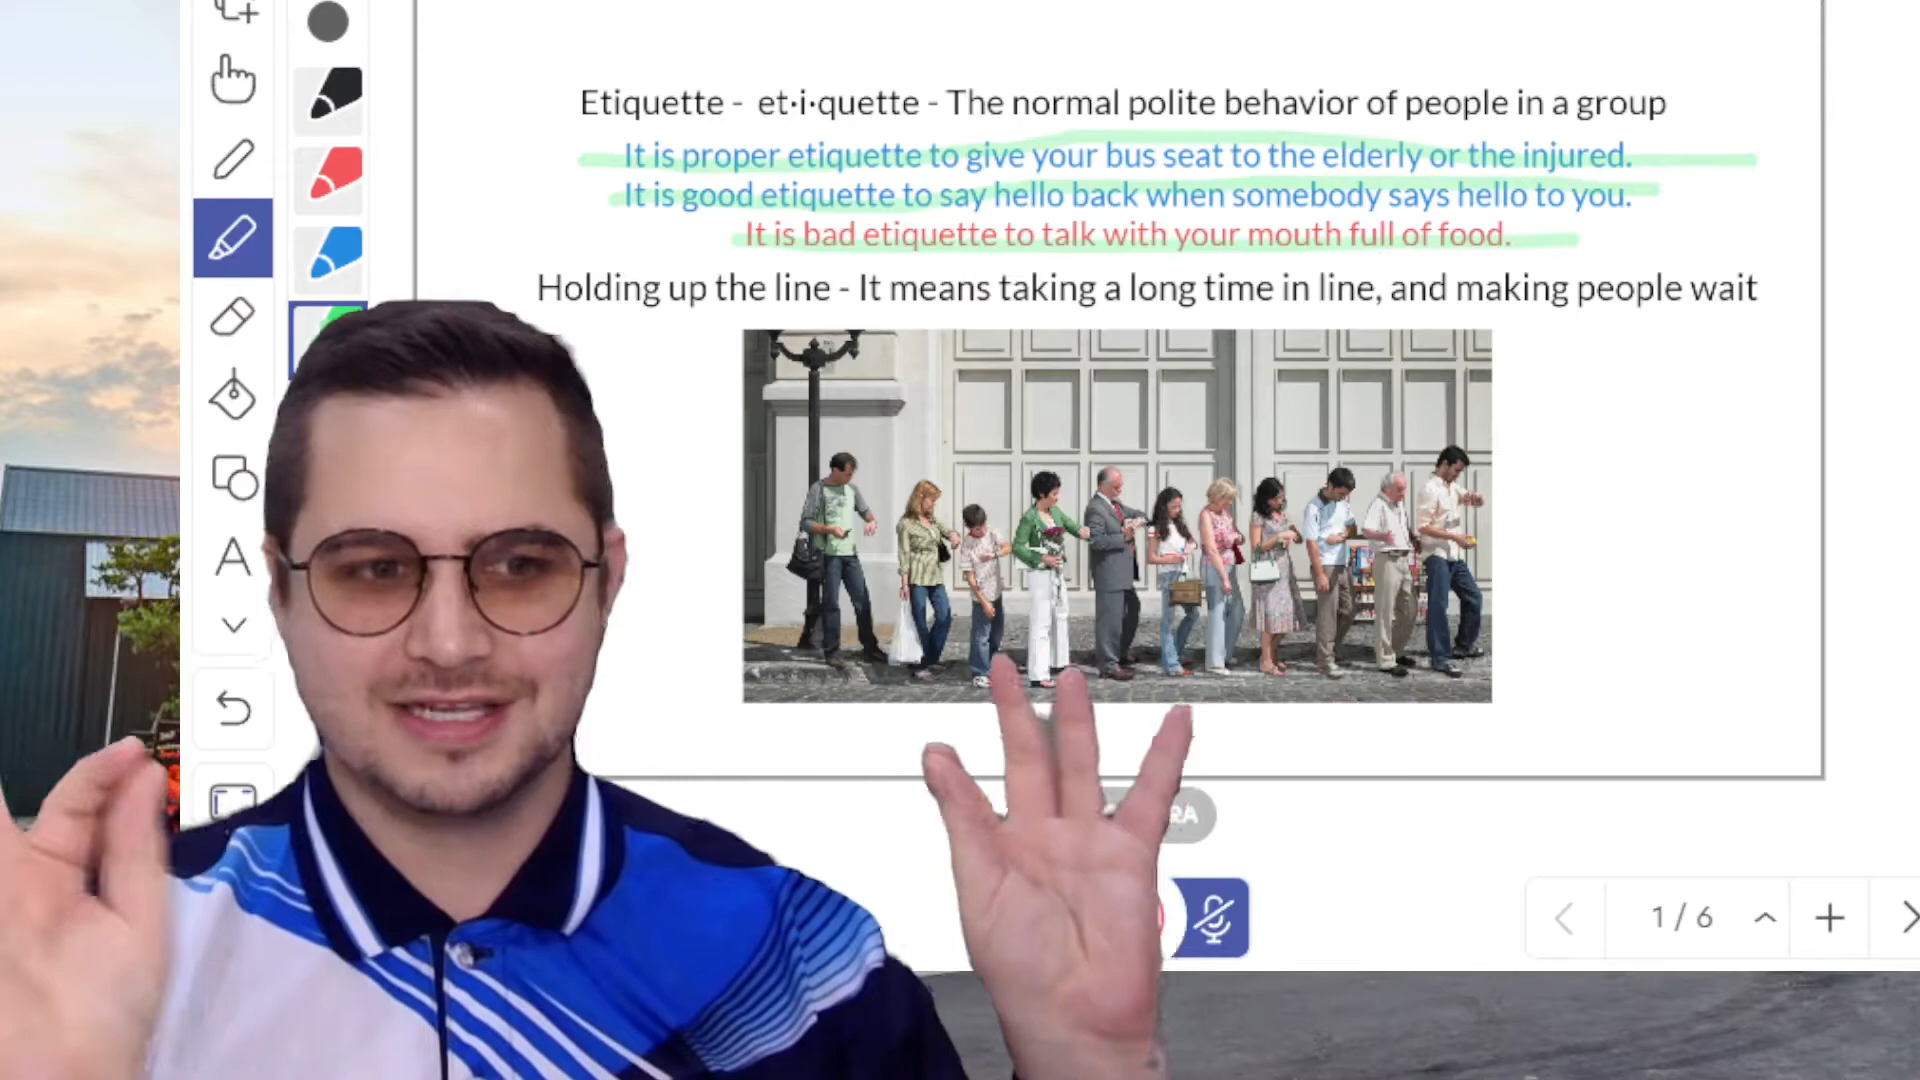 Etiquette - et·i·quette - The normal polite behavior of people in a group
It is proper etiquette to give your bus seat to the elderly or the injured.
It is good etiquette to say hello back when somebody says hello to you.
It is bad etiquette to talk with your mouth full of food.
Holding up the line - It means taking a long time in line, and making people wait
A
RA
1 / 6